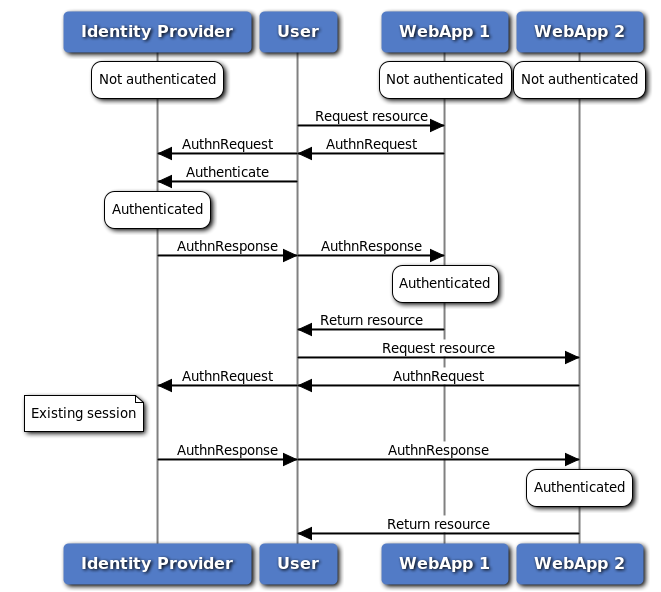 Identity Provider User WebApp 1 WebApp 2
Not authenticated Not authenticated Not authenticated
Request resource
AuthnRequest AuthnRequest
Authenticate
Authenticated
AuthnResponse AuthnResponse
Authenticated
Return resource
Request resource
AuthnRequest AuthnRequest
Existing session
AuthnResponse AuthnResponse
Authenticated
Return resource
Identity Provider User WebApp 1 WebApp 2